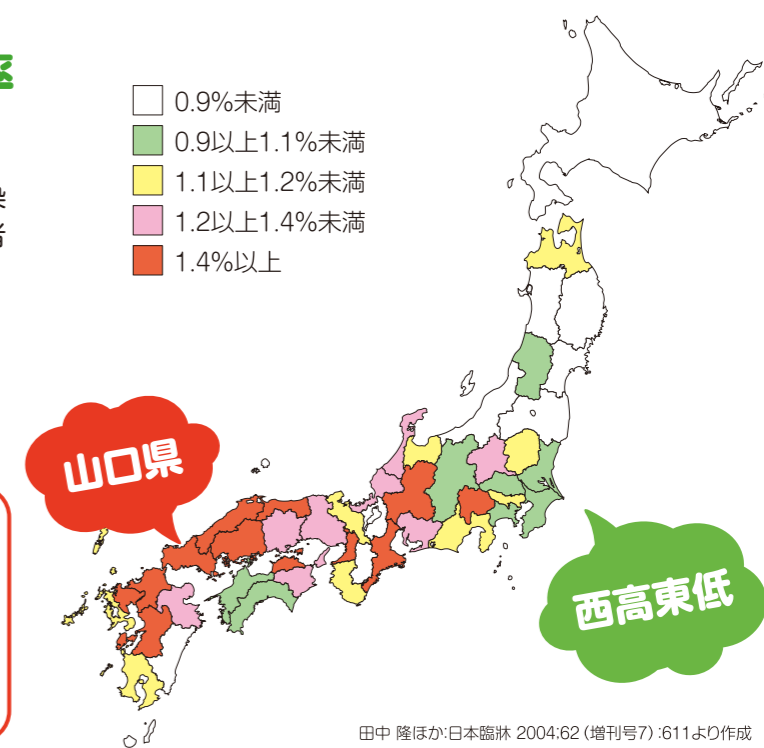 率
0.9%未満
0.9以上1.1%未満
1.1以上1.2%未満
1.2以上1.4%未満
1.4%以上
染
者
山口県
西高東低
田中 隆ほか:日本臨牀 2004;62(増刊号7):611より作成